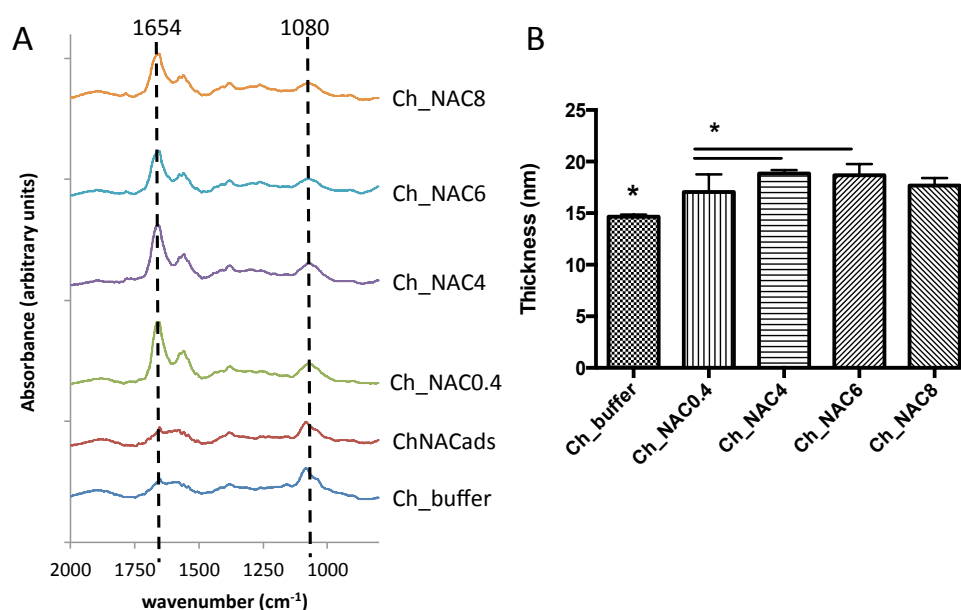 A
1654
1080
Ch_NAC8
Ch_NAC6
Ch_NAC4
Ch_NAC0.4
ChNACads
Ch_buffer
Absorbance (arbitrary units)
2000 1750 1500 1250 1000
wavenumber (cm⁻¹)
B
25
20
15
10
5
0
Thickness (nm)
*
*
Ch_buffer
Ch_NAC0.4
Ch_NAC4
Ch_NAC6
Ch_NAC8